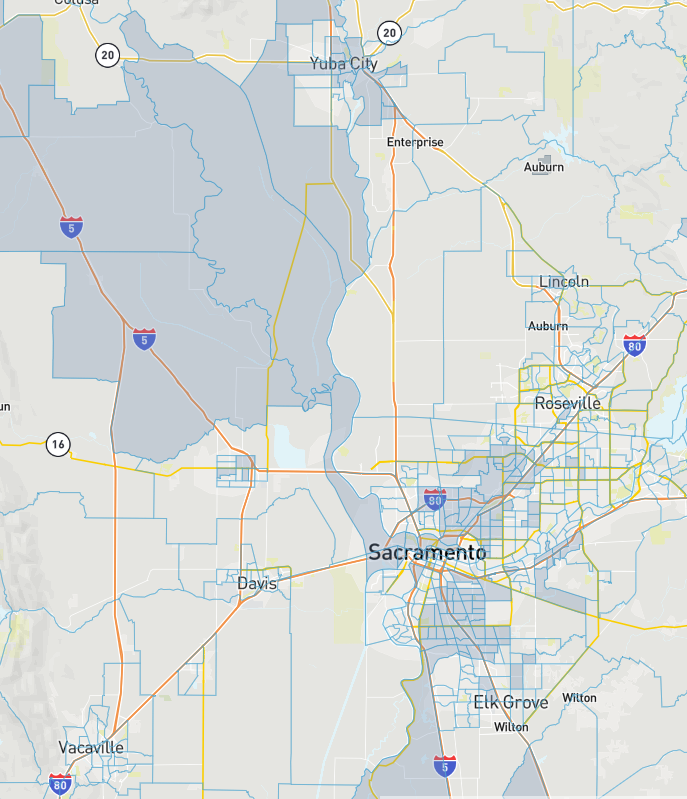 Colusa
20
20
Yuba City
Enterprise
Auburn
5
Lincoln
Auburn
5
80
Roseville
un
16
80
Sacramento
Davis
Elk Grove
Wilton
Wilton
Vacaville
5
80